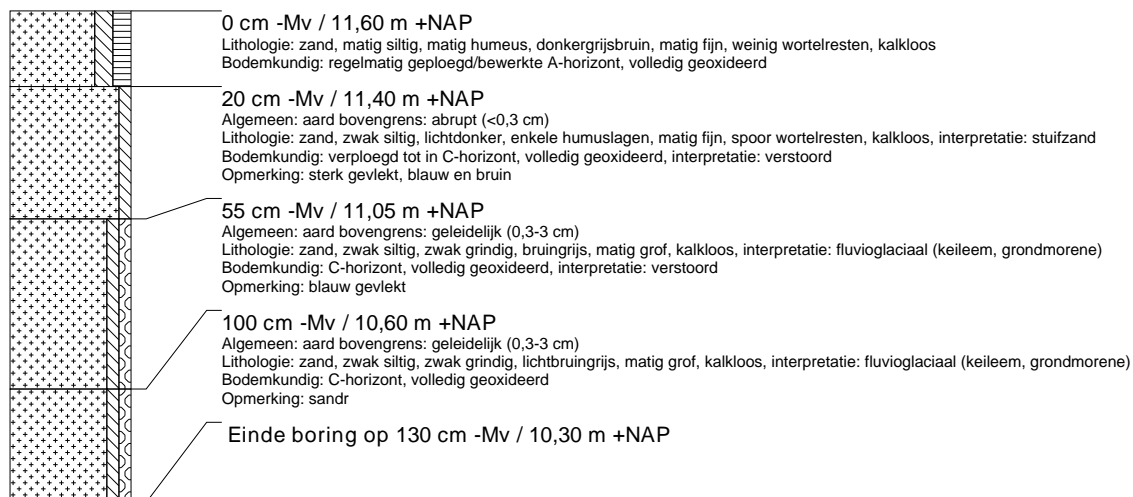 0 cm -Mv / 11,60 m +NAP
Lithologie: zand, matig siltig, matig humeus, donkergrijsbruin, matig fijn, weinig wortelresten, kalkloos
Bodemkundig: regelmatig geploegd/bewerkte A-horizont, volledig geoxideerd
20 cm -Mv / 11,40 m +NAP
Algemeen: aard bovengrens: abrupt (<0,3 cm)
Lithologie: zand, zwak siltig, lichtdonker, enkele humuslagen, matig fijn, spoor wortelresten, kalkloos, interpretatie: stuifzand
Bodemkundig: verploegd tot in C-horizont, volledig geoxideerd, interpretatie: verstoord
Opmerking: sterk gevlekt, blauw en bruin
55 cm -Mv / 11,05 m +NAP
Algemeen: aard bovengrens: geleidelijk (0,3-3 cm)
Lithologie: zand, zwak siltig, zwak grindig, bruingrijs, matig grof, kalkloos, interpretatie: fluvioglaciaal (keileem, grondmorene)
Bodemkundig: C-horizont, volledig geoxideerd, interpretatie: verstoord
Opmerking: blauw gevlekt
100 cm -Mv / 10,60 m +NAP
Algemeen: aard bovengrens: geleidelijk (0,3-3 cm)
Lithologie: zand, zwak siltig, zwak grindig, lichtbruingrijs, matig grof, kalkloos, interpretatie: fluvioglaciaal (keileem, grondmorene)
Bodemkundig: C-horizont, volledig geoxideerd
Opmerking: sandr
Einde boring op 130 cm -Mv / 10,30 m +NAP